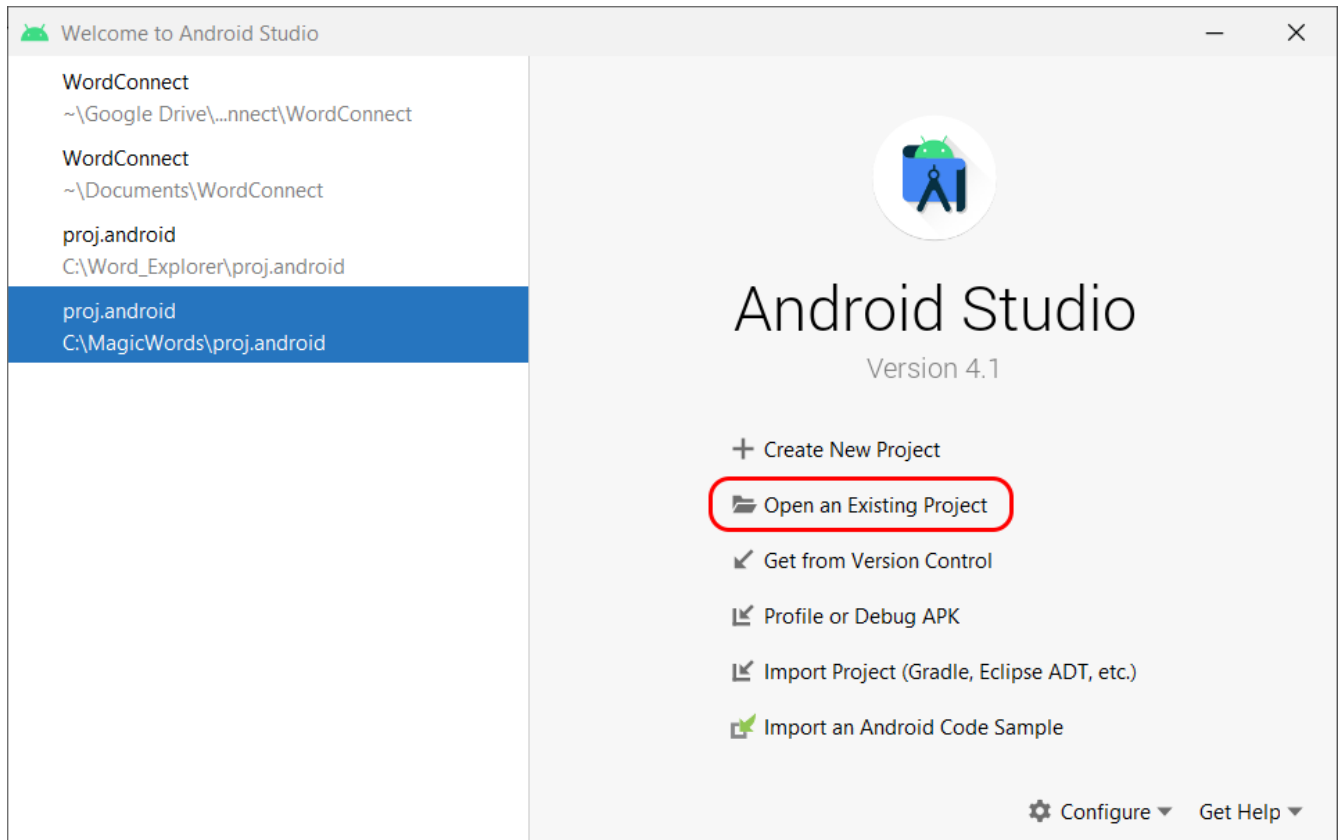 Welcome to Android Studio
WordConnect
~\Google Drive\...nnect\WordConnect
WordConnect
~\Documents\WordConnect
proj.android
C:\Word_Explorer\proj.android
proj.android
C:\MagicWords\proj.android
Android Studio
Version 4.1
Create New Project
Open an Existing Project
Get from Version Control
Profile or Debug APK
Import Project (Gradle, Eclipse ADT, etc.)
Import an Android Code Sample
Configure Get Help